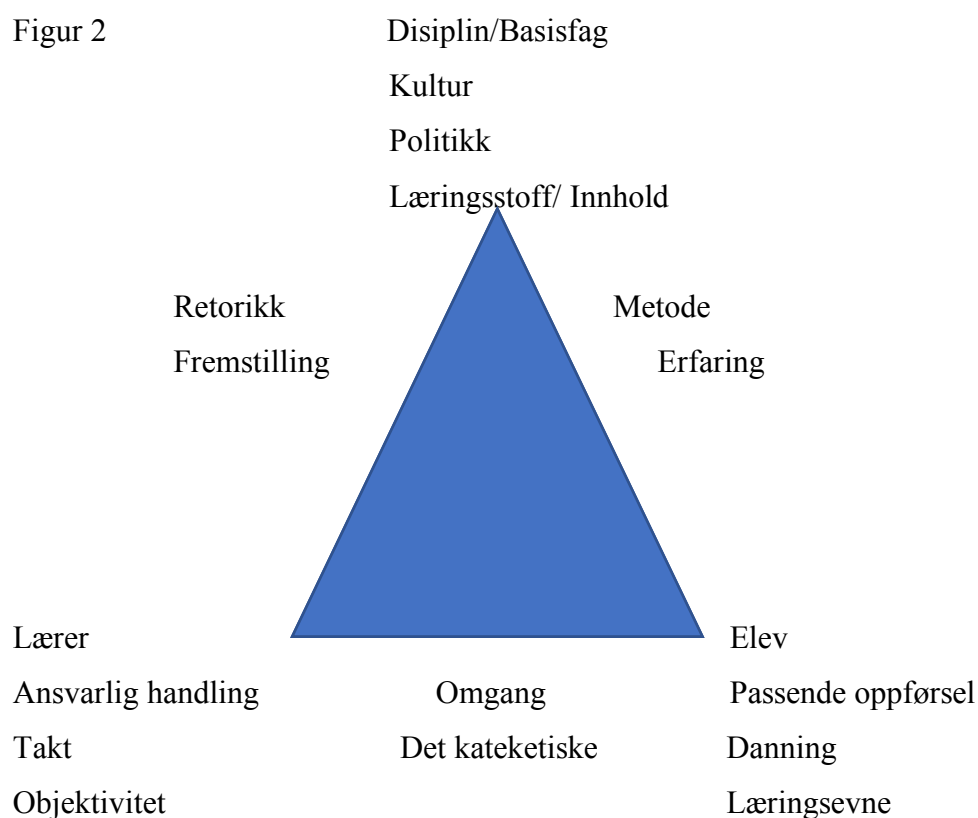 Figur 2 Disiplin/Basisfag
Kultur
Politikk
Læringsstoff/ Innhold
Retorikk Metode
Fremstilling Erfaring
Lærer Elev
Ansvarlig handling Omgang Passende oppførsel
Takt Det kateketiske Danning
Objektivitet Læringsevne